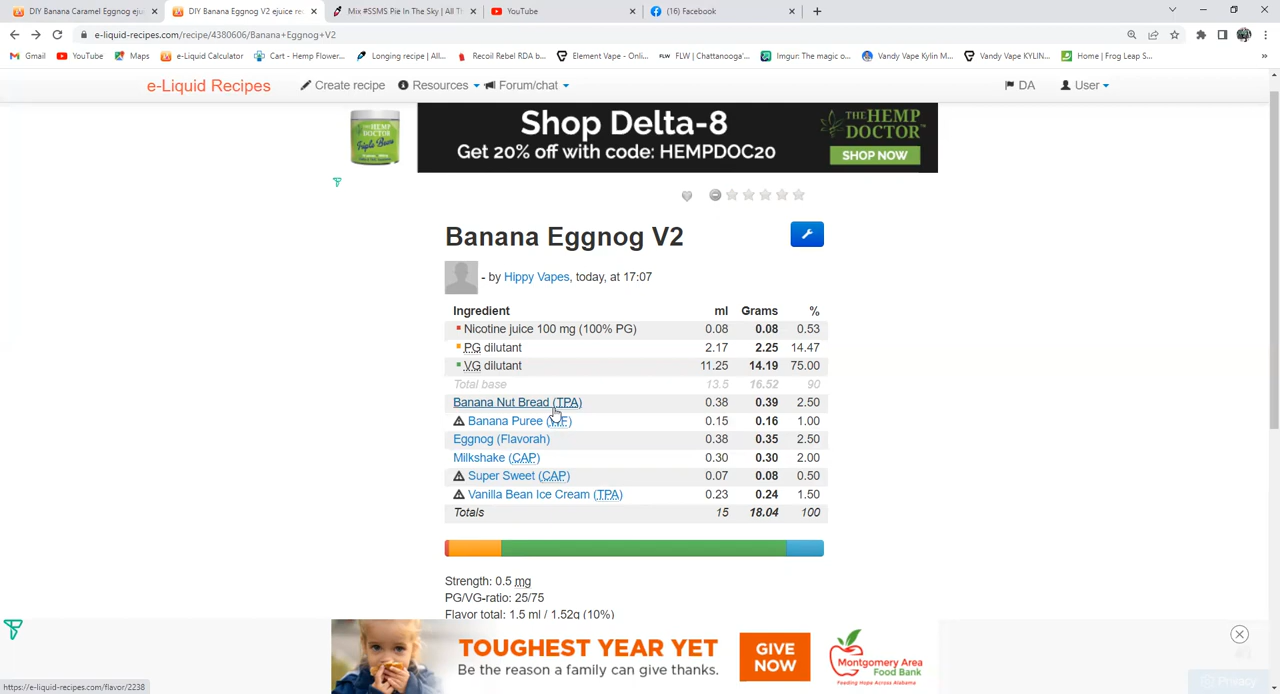 DIY Banana Caramel Eggnog ejuic
DIY Banana Eggnog V2 ejuice rec
Mix #SSMS Pie In The Sky | All Th
YouTube
(16) Facebook
e-liquid-recipes.com/recipe/4380606/Banana+Eggnog+V2
Gmail
YouTube
Maps
e-Liquid Calculator
Cart - Hemp Flower...
Longing recipe | All...
Recoil Rebel RDA b...
Element Vape - Onli...
FLW | Chattanooga'...
Imgur: The magic o...
Vandy Vape Kylin M...
Vandy Vape KYLIN...
Home | Frog Leap S...
e-Liquid Recipes
Create recipe
Resources
Forum/chat
DA
User
Shop Delta-8
Get 20% off with code: HEMPDOC20
THE HEMP DOCTOR
SHOP NOW
Banana Eggnog V2
- by Hippy Vapes, today, at 17:07
Ingredient ml Grams %
Nicotine juice 100 mg (100% PG) 0.08 0.08 0.53
PG dilutant 2.17 2.25 14.47
VG dilutant 11.25 14.19 75.00
Total base 13.5 16.52 90
Banana Nut Bread (TPA) 0.38 0.39 2.50
Banana Puree 0.15 0.16 1.00
Eggnog (Flavorah) 0.38 0.35 2.50
Milkshake (CAP) 0.30 0.30 2.00
Super Sweet (CAP) 0.07 0.08 0.50
Vanilla Bean Ice Cream (TPA) 0.23 0.24 1.50
Totals 15 18.04 100
Strength: 0.5 mg
PG/VG-ratio: 25/75
Flavor total: 1.5 ml / 1.52g (10%)
TOUGHEST YEAR YET
Be the reason a family can give thanks.
GIVE NOW
Montgomery Area
Food Bank
Feeding Hope Across Alabama
https://e-liquid-recipes.com/flavor/2238
Privacy